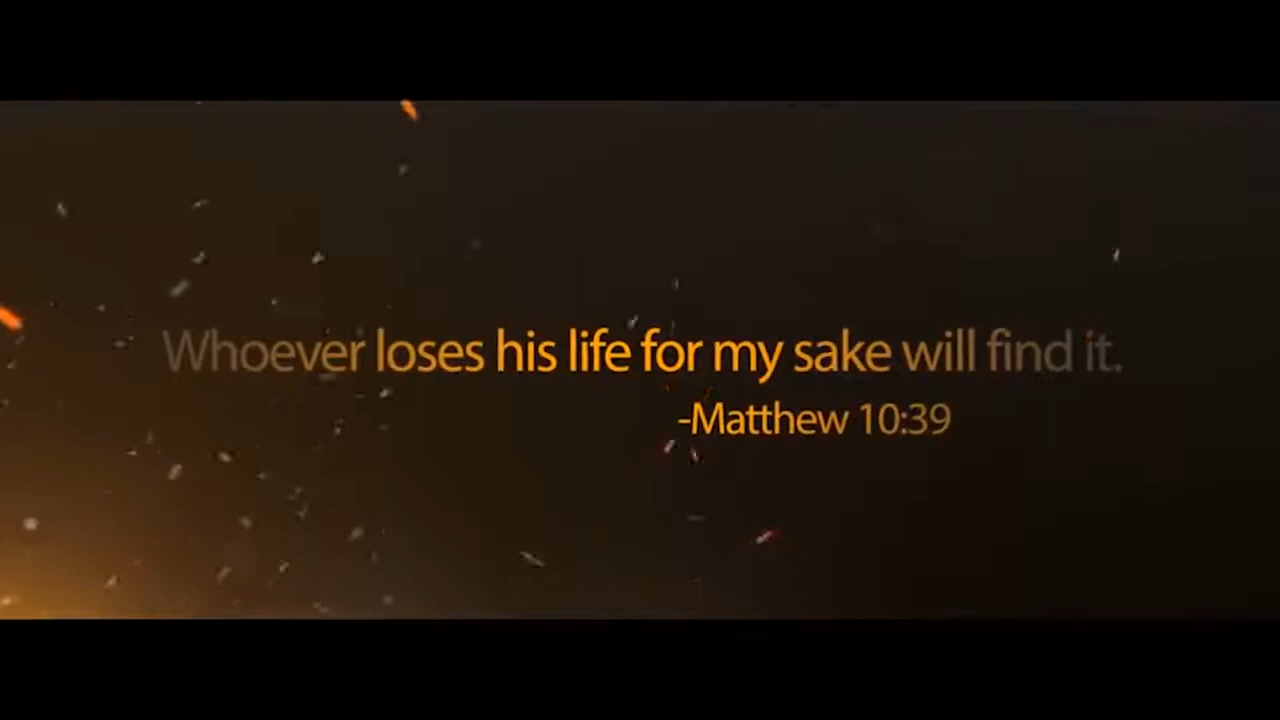 Whoever loses his life for my sake will find it.
-Matthew 10:39